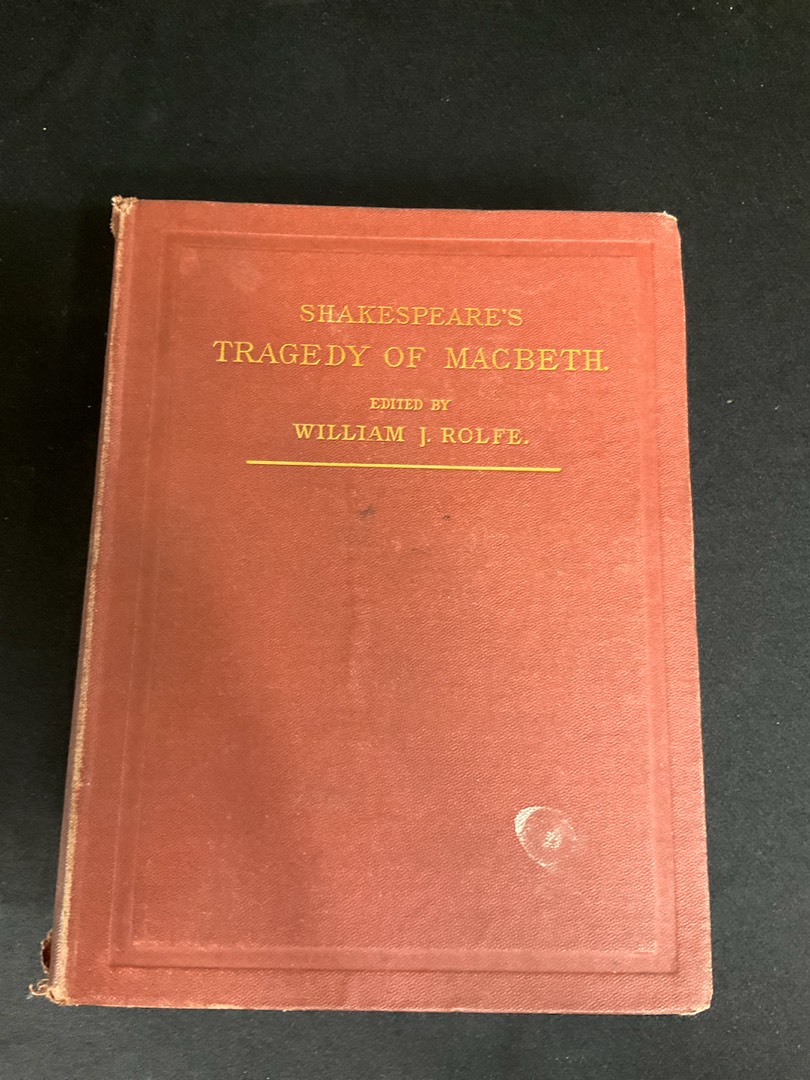 SHAKESPEARE'S
TRAGEDY OF MACBETH.
EDITED BY
WILLIAM J. ROLFE.